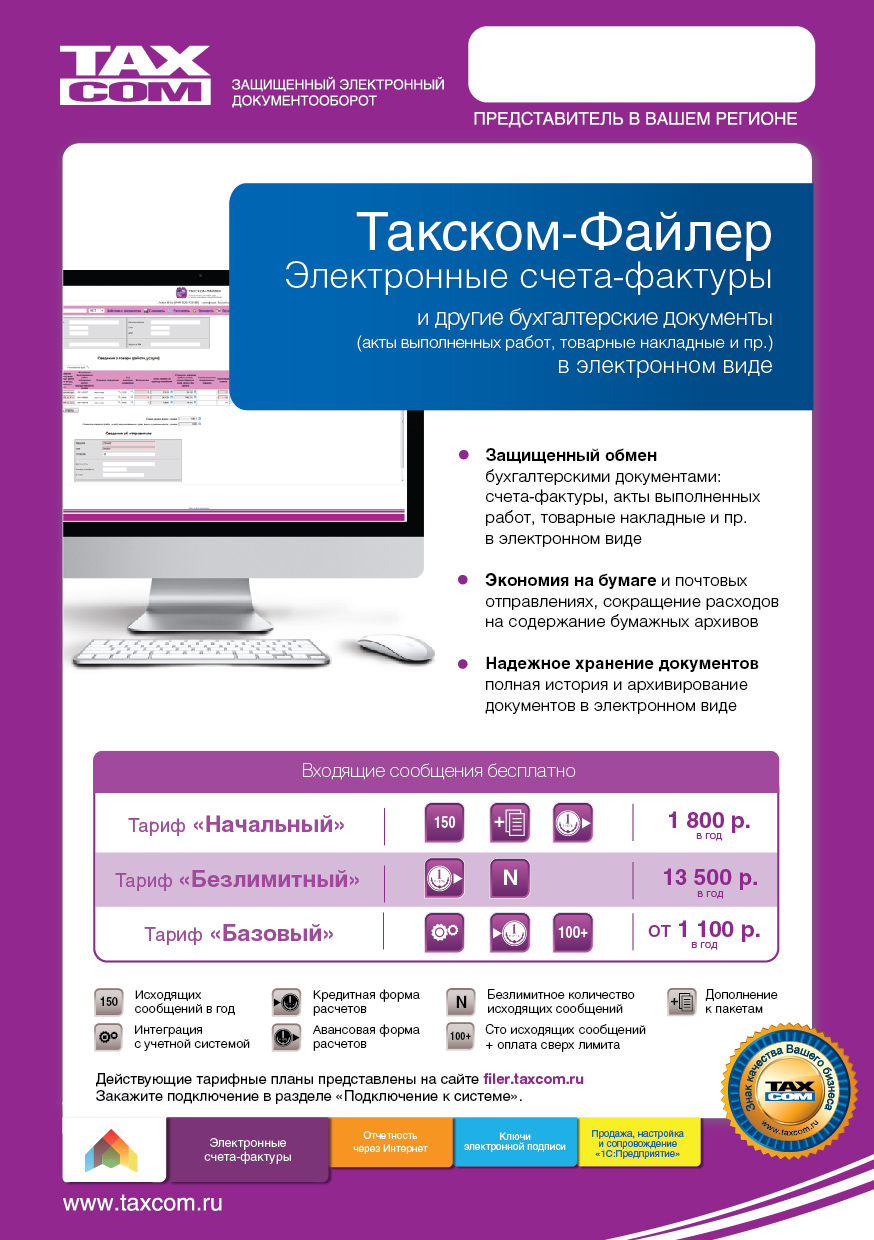 TAX
COM
ЗАЩИЩЕННЫЙ ЭЛЕКТРОННЫЙ
ДОКУМЕНТООБОРОТ
ПРЕДСТАВИТЕЛЬ В ВАШЕМ РЕГИОНЕ
Такском-Файлер
Электронные счета-фактуры
и другие бухгалтерские документы
(акты выполненных работ, товарные накладные и пр.)
в электронном виде
Защищенный обмен
бухгалтерскими документами:
счета-фактуры, акты выполненных
работ, товарные накладные и пр.
в электронном виде
Экономия на бумаге и почтовых
отправлениях, сокращение расходов
на содержание бумажных архивов
Надежное хранение документов
полная история и архивирование
документов в электронном виде
Входящие сообщения бесплатно
Тариф «Начальный» 150 1 800 р.
в год
Тариф «Безлимитный» N 13 500 р.
в год
Тариф «Базовый» 100+ от 1 100 р.
в год
150 Исходящих
сообщений в год
Кредитная форма
расчетов
N Безлимитное количество
исходящих сообщений
Дополнение
к пакетам
Интеграция
с учетной системой
Авансовая форма
расчетов
100+ Сто исходящих сообщений
+ оплата сверх лимита
Действующие тарифные планы представлены на сайте filer.taxcom.ru
Закажите подключение в разделе «Подключение к системе».
Знак качества Вашего бизнеса
TAX
COM
www.taxcom.ru
Электронные
счета-фактуры
Отчетность
через Интернет
Ключи
электронной подписи
Продажа, настройка
и сопровождение
«1С:Предприятие»
www.taxcom.ru